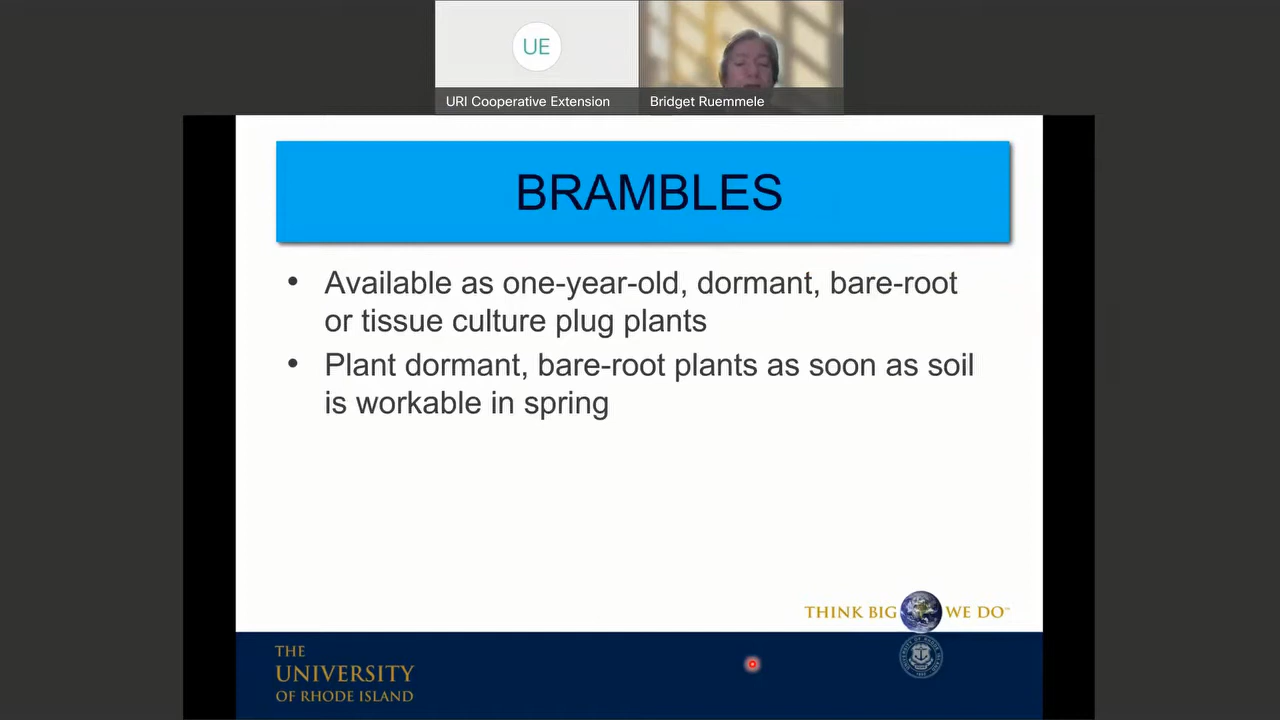 UE
URI Cooperative Extension
Bridget Ruemmele
BRAMBLES
• Available as one-year-old, dormant, bare-root
or tissue culture plug plants
• Plant dormant, bare-root plants as soon as soil
is workable in spring
THINK BIG WE DO™
THE
UNIVERSITY
OF RHODE ISLAND